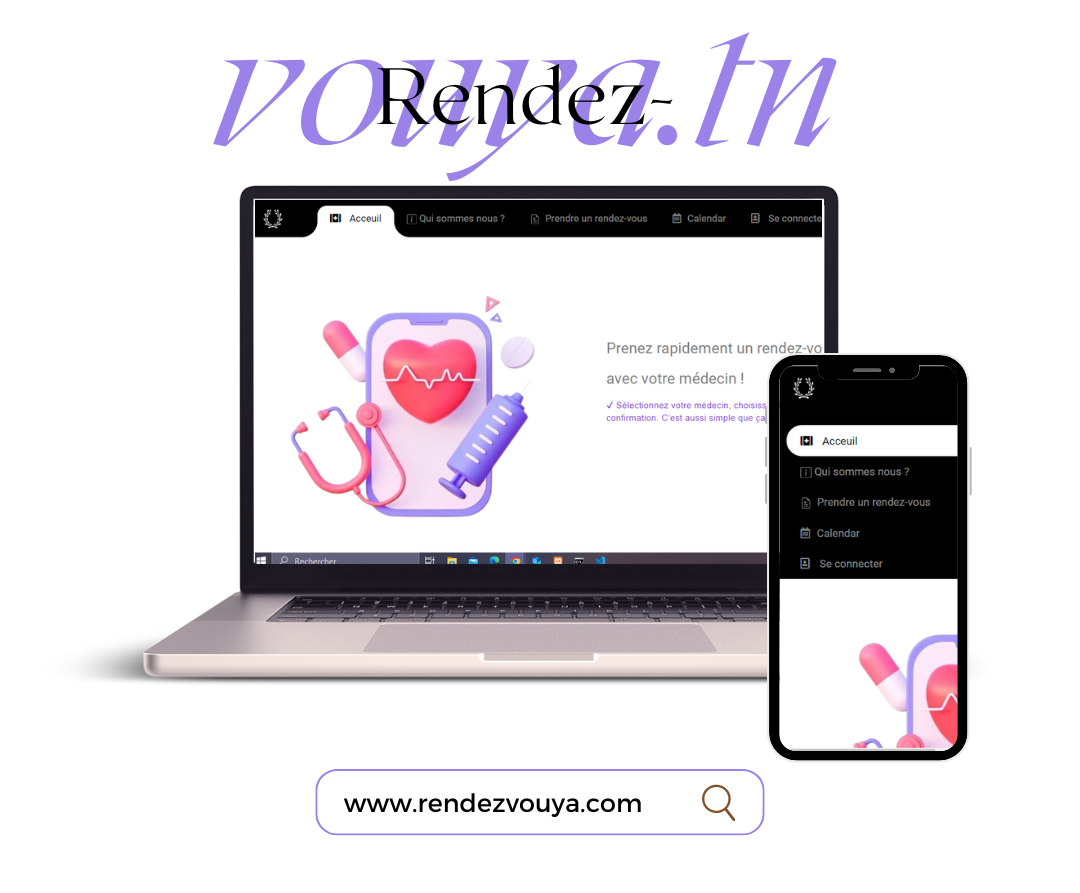 Rendez-
vouya.tn
Acceuil
Qui sommes nous ?
Prendre un rendez-vous
Calendar
Se connecte
Prenez rapidement un rendez-vo
avec votre médecin !
✓ Sélectionnez votre médecin, choisiss
confirmation. C'est aussi simple que ça
Rechercher
Acceuil
Qui sommes nous ?
Prendre un rendez-vous
Calendar
Se connecter
www.rendezvouya.com